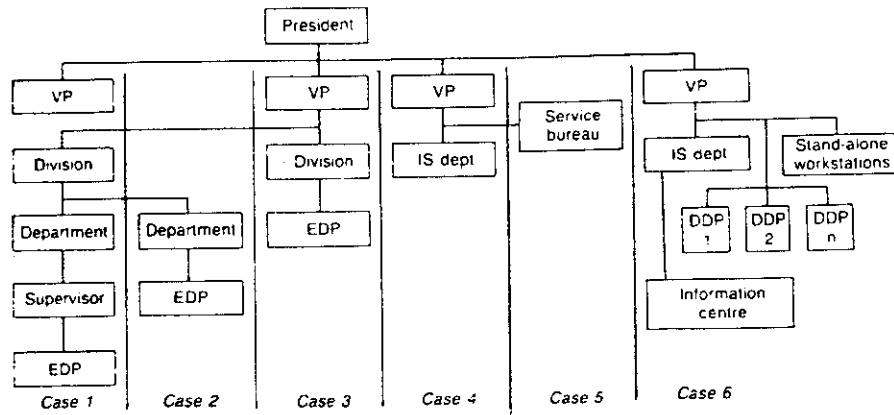 President
VP
VP
VP
VP
Service
bureau
Division
Division
IS dept
IS dept
Stand-alone
workstations
Department
Department
EDP
DDP
1
DDP
2
DDP
n
Supervisor
EDP
Information
centre
EDP
Case 1
Case 2
Case 3
Case 4
Case 5
Case 6